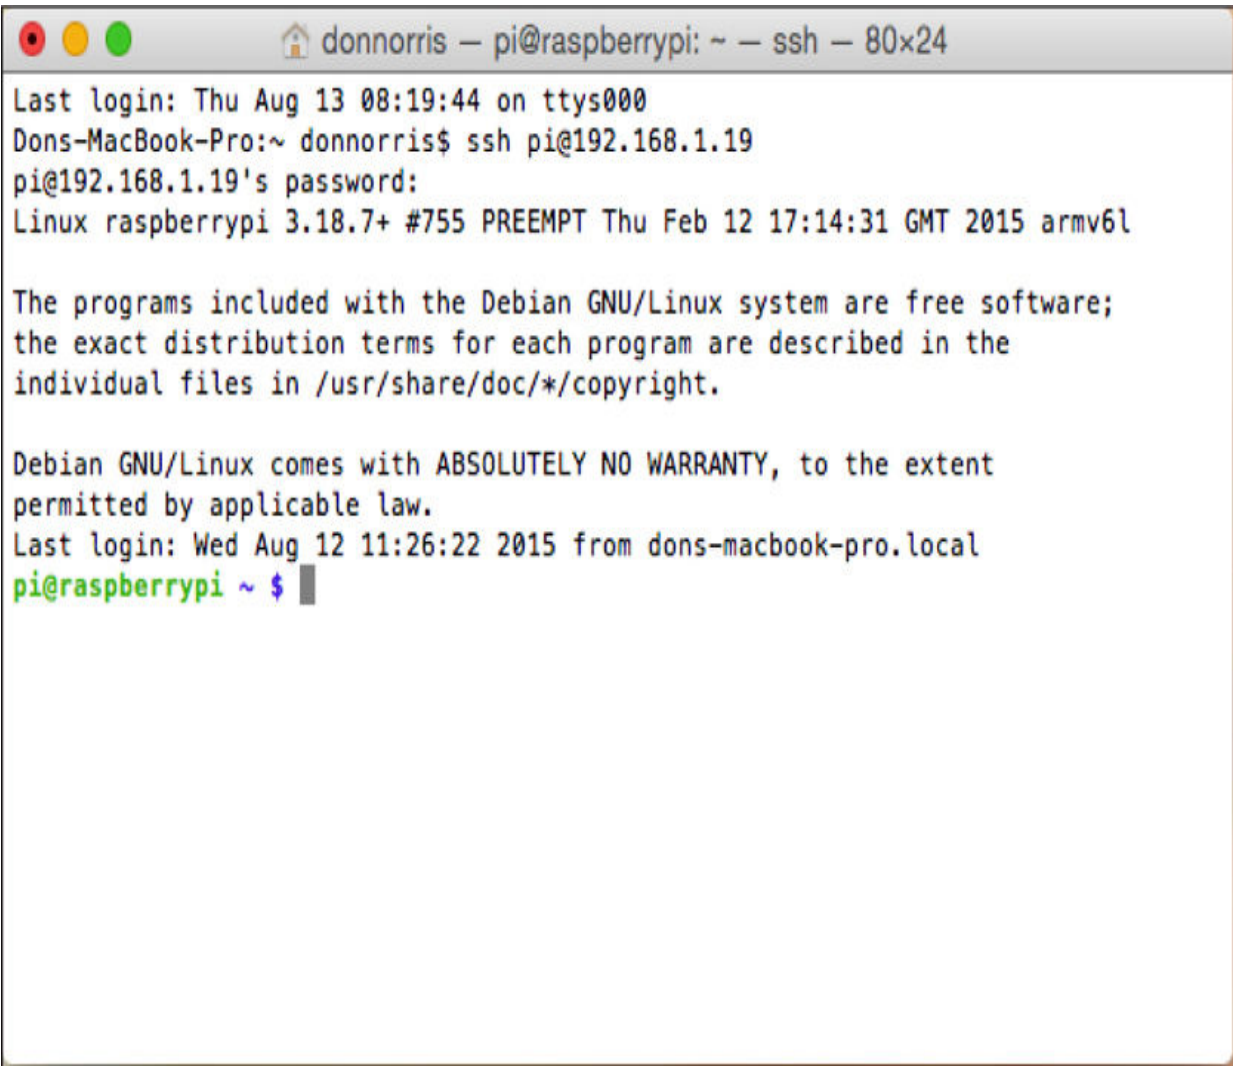 donnorris — pi@raspberrypi: ~ — ssh — 80×24
Last login: Thu Aug 13 08:19:44 on ttys000
Dons-MacBook-Pro:~ donnorris$ ssh pi@192.168.1.19
pi@192.168.1.19's password:
Linux raspberrypi 3.18.7+ #755 PREEMPT Thu Feb 12 17:14:31 GMT 2015 armv6l
The programs included with the Debian GNU/Linux system are free software;
the exact distribution terms for each program are described in the
individual files in /usr/share/doc/*/copyright.
Debian GNU/Linux comes with ABSOLUTELY NO WARRANTY, to the extent
permitted by applicable law.
Last login: Wed Aug 12 11:26:22 2015 from dons-macbook-pro.local
pi@raspberrypi ~ $